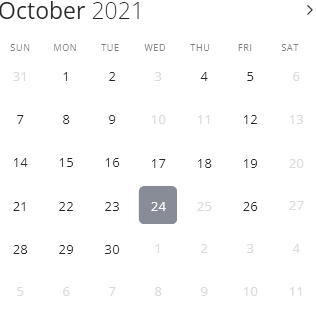 October 2021
SUN MON TUE WED THU FRI SAT
31 1 2 3 4 5 6
7 8 9 10 11 12 13
14 15 16 17 18 19 20
21 22 23 24 25 26 27
28 29 30 1 2 3 4
5 6 7 8 9 10 11